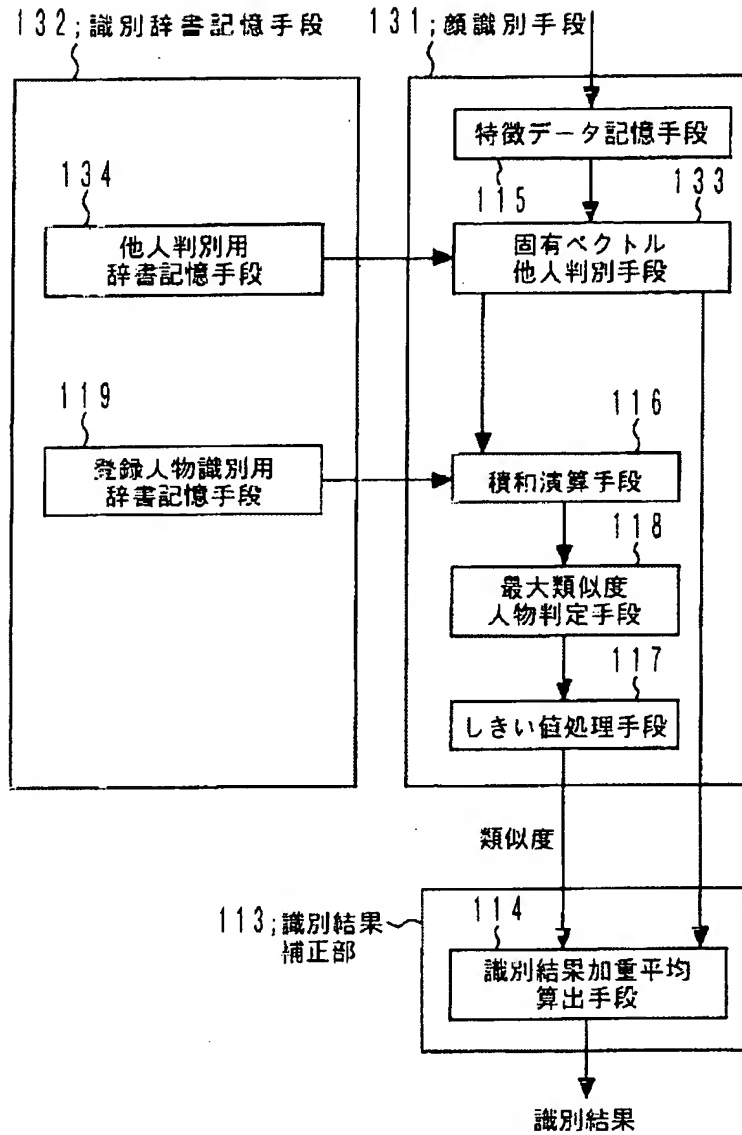 132;識別辞書記憶手段
131;顔識別手段
特徴データ記憶手段
115
133
134
他人判別用
辞書記憶手段
固有ベクトル
他人判別手段
119
登録人物識別用
辞書記憶手段
116
積和演算手段
118
最大類似度
人物判定手段
117
しきい値処理手段
類似度
113;識別結果
補正部
114
識別結果加重平均
算出手段
識別結果